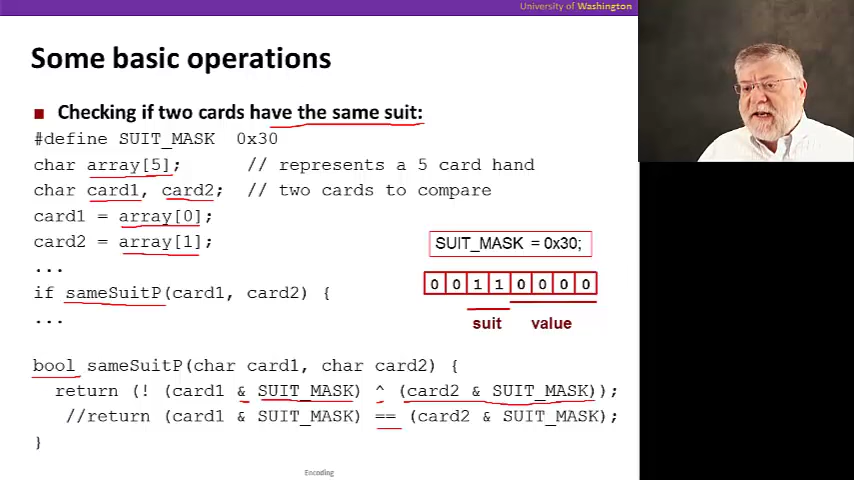 University of Washington
Some basic operations
Checking if two cards have the same suit:
#define SUIT_MASK 0x30
char array[5]; // represents a 5 card hand
char card1, card2; // two cards to compare
card1 = array[0];
card2 = array[1];
...
SUIT_MASK = 0x30;
0 0 1 1 0 0 0 0
suit value
if sameSuitP(card1, card2) {
...
bool sameSuitP(char card1, char card2) {
return (! (card1 & SUIT_MASK) ^ (card2 & SUIT_MASK));
//return (card1 & SUIT_MASK) == (card2 & SUIT_MASK);
}
Encoding